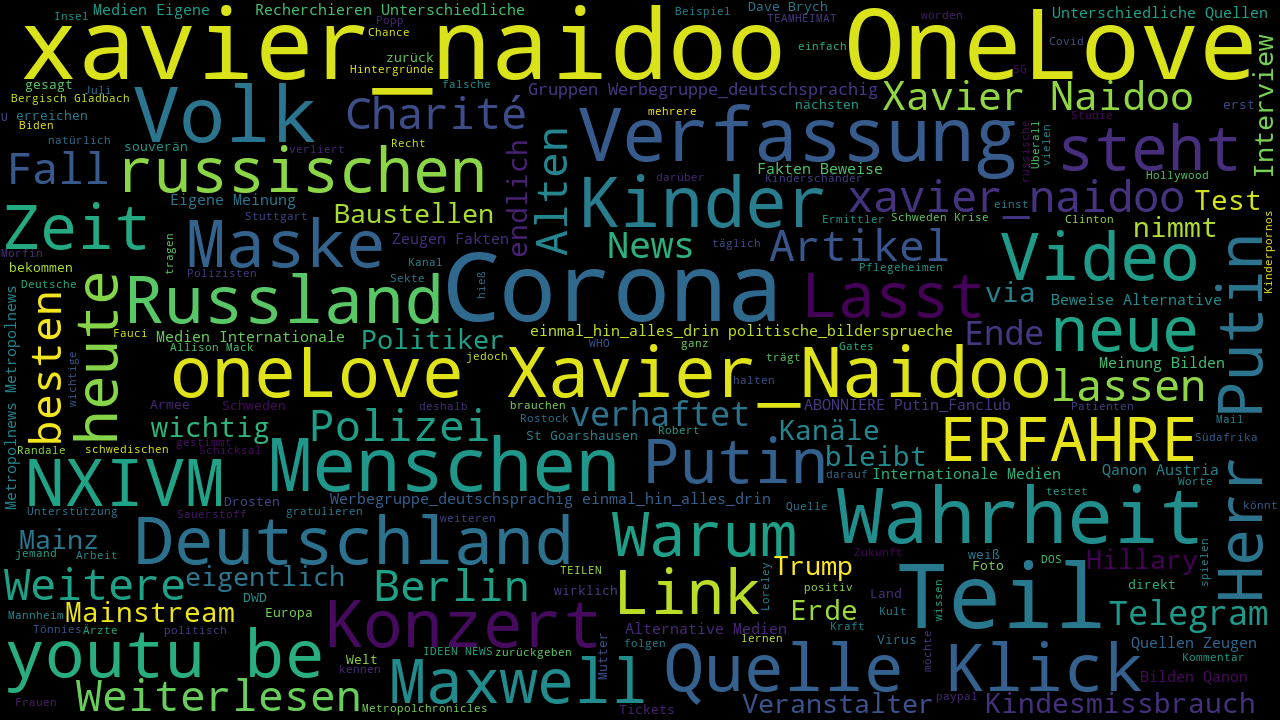 Insel Medien Eigene Recherchieren Unterschiedliche Popp Beispiel Dave Brych TEAMHEIMAT worden Unterschiedliche Quellen
xavier_naidoo OneLove
Chance
einfach Covid
zurück
Hintergründe 5G
gesagt Juli falsche Gruppen Werbegruppe_deutschsprachig Xavier Naidoo Interview
Bergisch Gladbach Volk Charité nächsten erst
U erreichen mehrere Verfassung Studie
Biden
natürlich souverän verliert Recht russische Überall vielen steht
Fall russischen endlich Alten Fakten Beweise
darüber Kinderschänder Hollywood
Eigene Meinung Kinder xavier_naidoo Test
Zeit Stuttgart Baustellen Ermittler Schweden Krise einst Clinton nimmt
Maske Zeugen Fakten News täglich Artikel Video
Morfin tragen
bekommen Polizisten Kanal Pflegeheimen Kinderpornos
Deutsche Sekte hieß Corona
Russland Lasst via Beweise Alternative Putin
heute besten Metropolnews Metropolnews
Fauci Medien Internationale Politiker einmal_hin_alles_drin politische_bildersprueche Ende neue
Allison Mack jedoch WHO ganz Gates
wichtige trägt Meinung Bilden
oneLove Xavier_Naidoo lassen
halten
Armee Schweden deshalb brauchen verhaftet ABONNIERE Putin_Fanclub Patienten
wichtig Polizei Rostock Kanäle ERFAHRE Mail
gestimmt St Goarshausen Robert Südafrika
Randale schwedischen Schicksal
NXIVM Menschen Putin bleibt Qanon Austria
darauf Internationale Medien Worte
Drosten Werbegruppe_deutschsprachig einmal_hin_alles_drin testet
Unterstützung Sauerstoff gratulieren Quelle Wahrheit könnt Herr
weiteren
Mainz Deutschland Warum
jemand Arbeit Zukunft weiß DOS Hillary
Foto spielen
Weitere eigentlich Berlin TEILEN Trump
DWD wirklich Link Loreley positiv Land Teil wissen direkt
Mannheim Mainstream Europa Erde Kult Telegram
Tönnies Ärzte politisch Konzert Alternative Medien Kraft
youtu be lernen Virus Quellen Zeugen
IDEEN NEWS zurückgeben folgen möchte Kommentar
Welt
kennen Maxwell Mutter Quelle Klick Bilden Qanon
Frauen Weiterlesen Metropolchronicles Tickets Veranstalter paypal Kindesmissbrauch